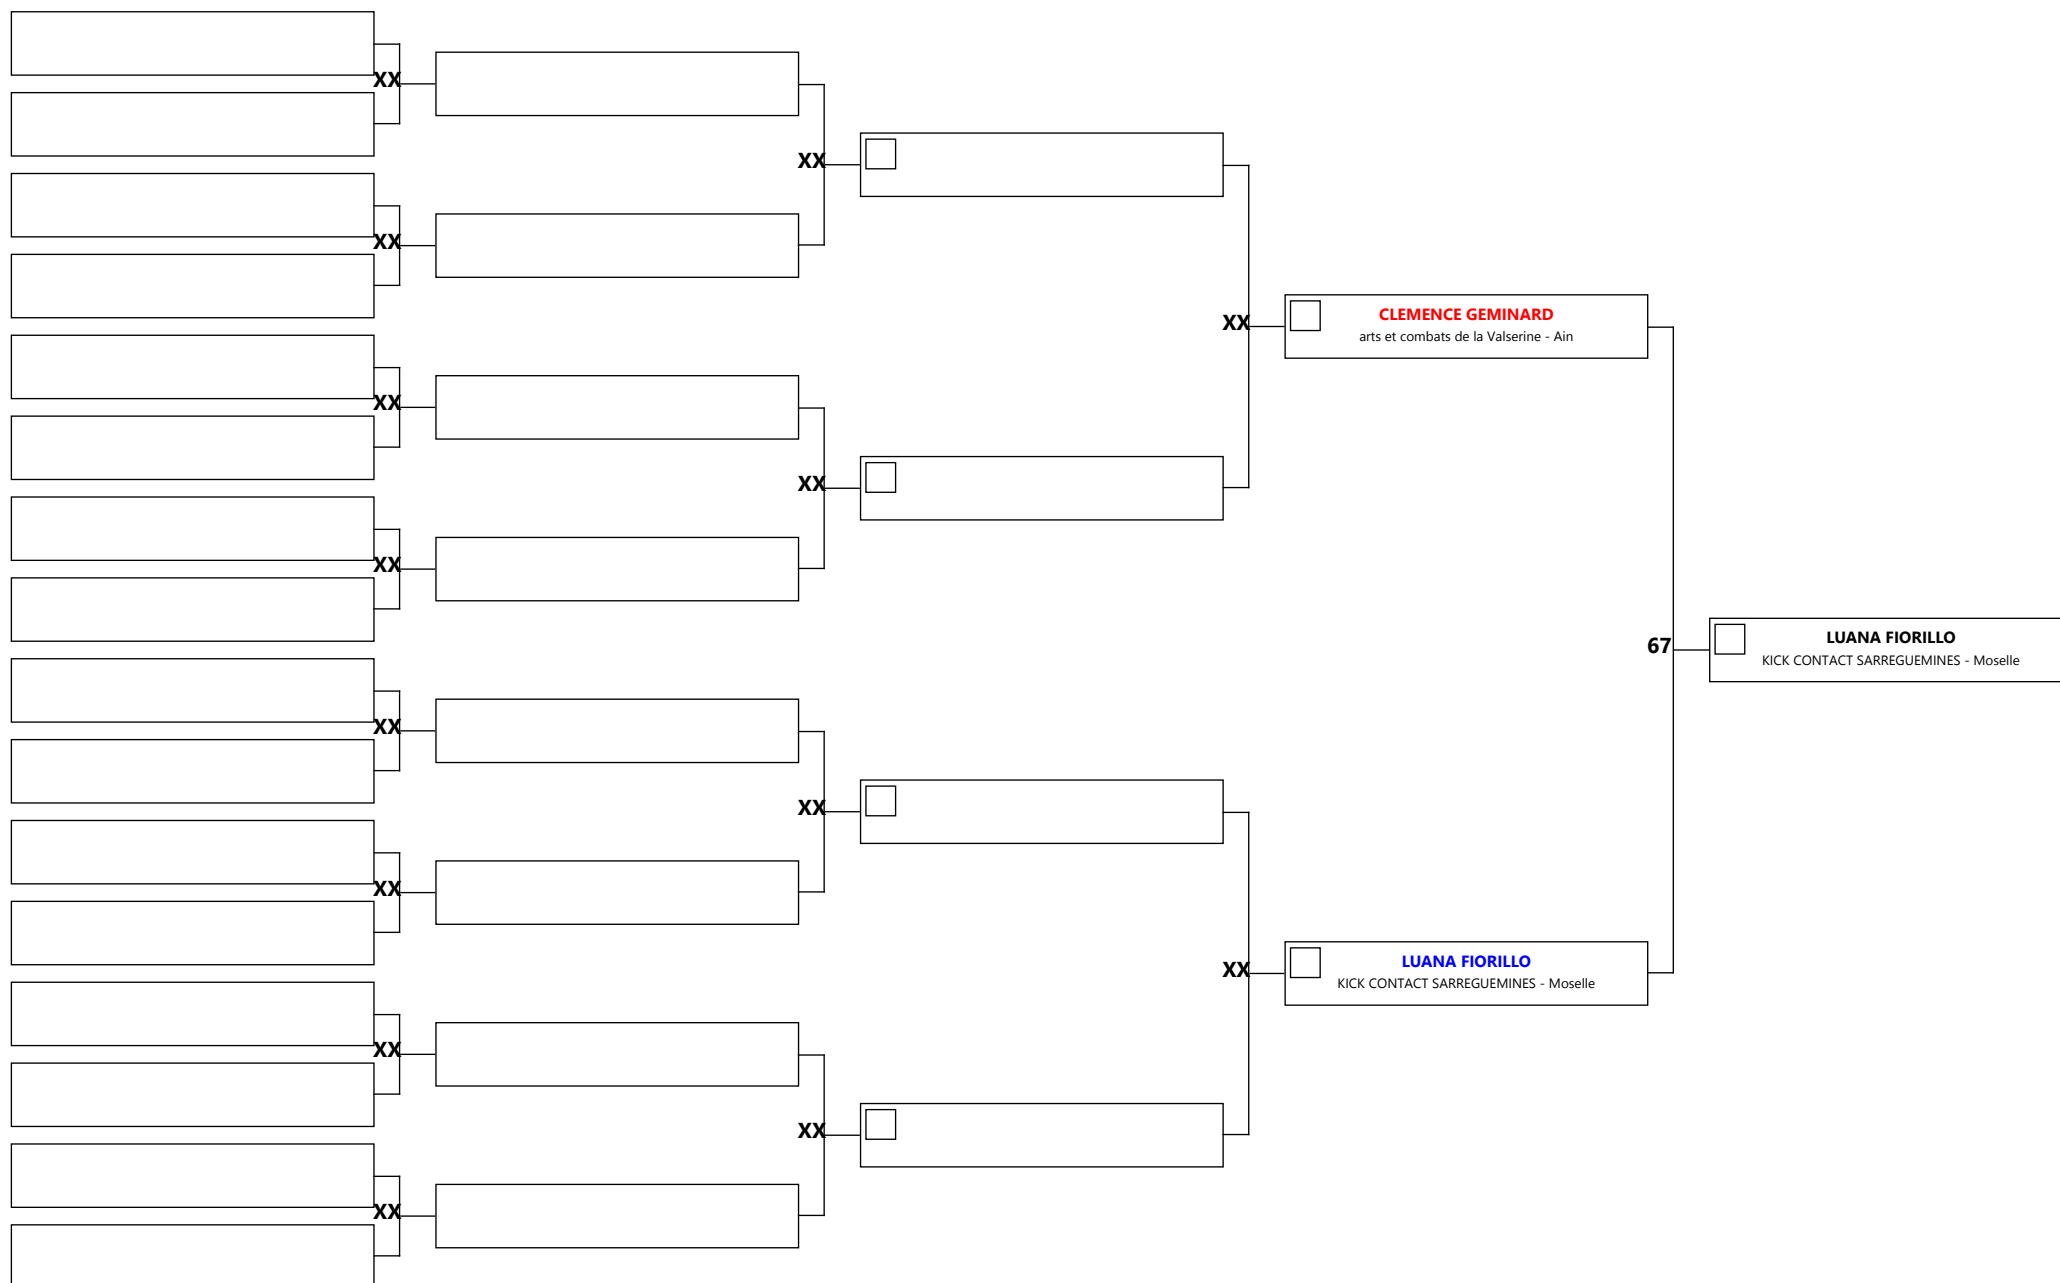 XX
XX
XX
XX
XX
XX
XX
XX
XX
XX
XX
XX
XX
CLEMENCE GEMINARD
arts et combats de la Valserine - Ain
XX
LUANA FIORILLO
KICK CONTACT SARREGUEMINES - Moselle
67
LUANA FIORILLO
KICK CONTACT SARREGUEMINES - Moselle